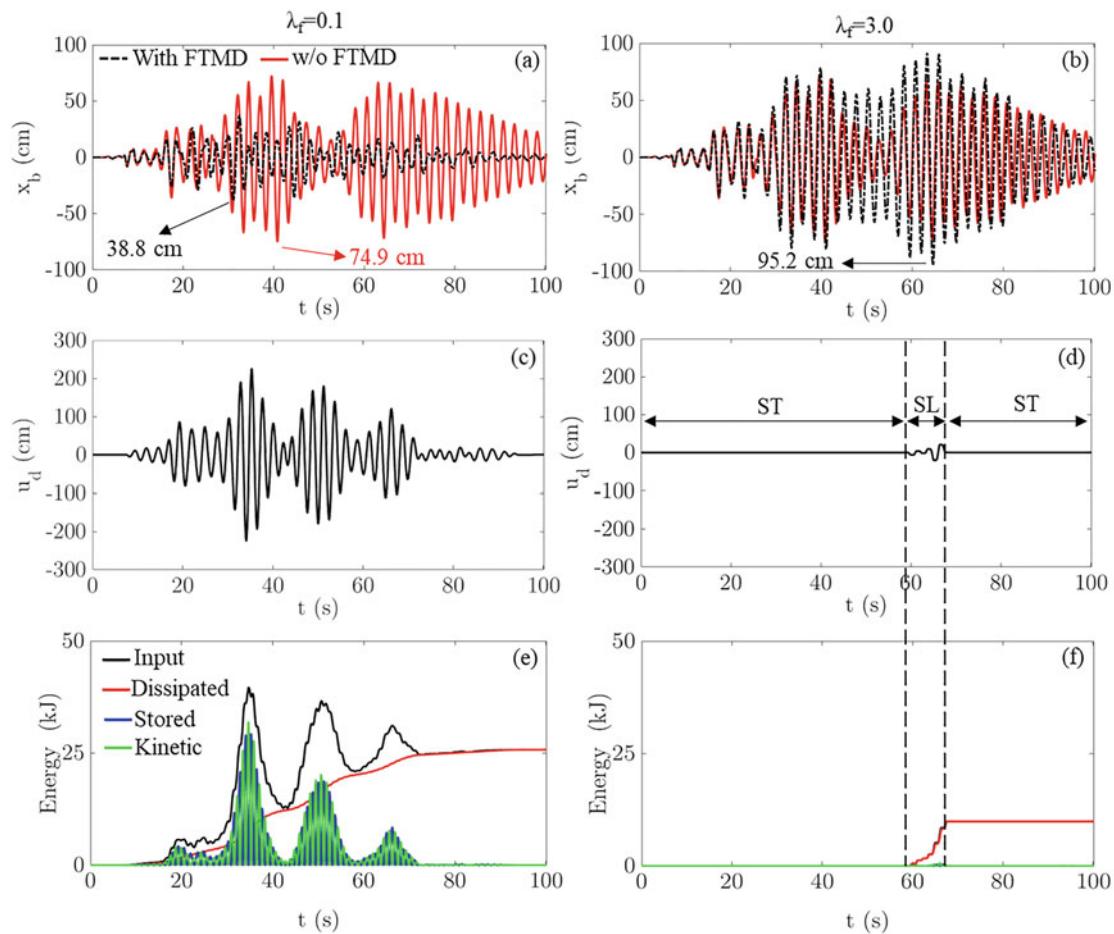 λf=0.1
λf=3.0
100
50
0
-50
-100
xb (cm)
With FTMD
w/o FTMD
(a)
38.8 cm
74.9 cm
0 20 40 60 80 100
t (s)
100
50
0
-50
-100
xb (cm)
(b)
95.2 cm
0 20 40 60 80 100
t (s)
300
200
100
0
-100
-200
-300
ud (cm)
(c)
0 20 40 60 80 100
t (s)
300
200
100
0
-100
-200
-300
ud (cm)
(d)
ST
SL
ST
0 20 40 60 80 100
t (s)
50
25
0
Energy (kJ)
Input
Dissipated
Stored
Kinetic
(e)
0 20 40 60 80 100
t (s)
50
25
0
Energy (kJ)
(f)
0 20 40 60 80 100
t (s)